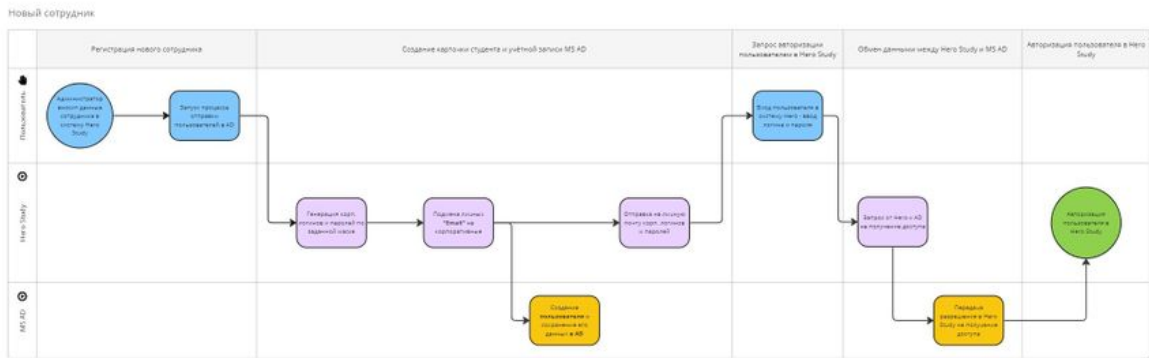 Новый сотрудник
Регистрация нового сотрудника
Создание карточки студента и учётной записи MS AD
Запрос авторизации
пользователем в Hero Study
Обмен данными между Hero Study и MS AD
Авторизация пользователя в Hero
Study
Пользователь
Администратор
вносит данные
сотрудника в
систему Hero
Study
Запуск процесса
отправки
пользователей в AD
Вход пользователя в
систему Hero - ввод
логина и пароля
Hero Study
Генерация корп.
логинов и паролей по
заданной маске
Подмена личных
"Email" на
корпоративные
Отправка на личную
почту корп. логинов
и паролей
Запрос от Hero к AD
на получение доступа
Авторизация
пользователя в
Hero Study
MS AD
Создание
пользователя и
сохранение его
данных в AD
Передача
разрешения в Hero
Study на получение
доступа